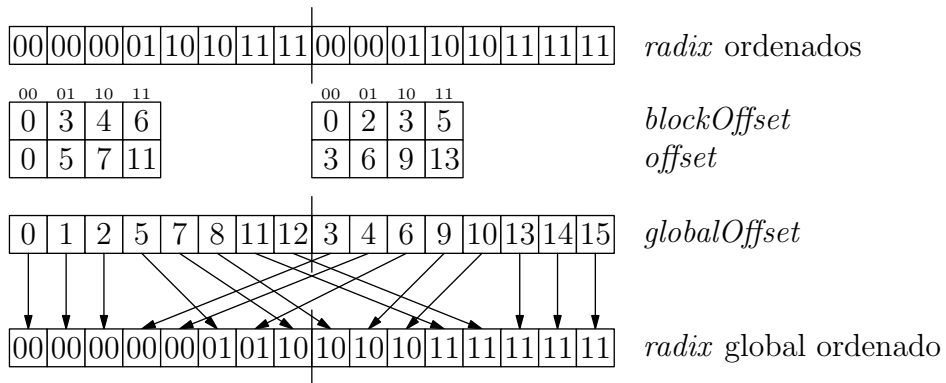 00 00 00 01 10 10 11 11 00 00 01 10 10 11 11 11 radix ordenados
00 01 10 11 00 01 10 11
0 3 4 6 0 2 3 5 blockOffset
0 5 7 11 3 6 9 13 offset
0 1 2 5 7 8 11 12 3 4 6 9 10 13 14 15 globalOffset
00 00 00 00 00 01 01 10 10 10 10 11 11 11 11 11 radix global ordenado